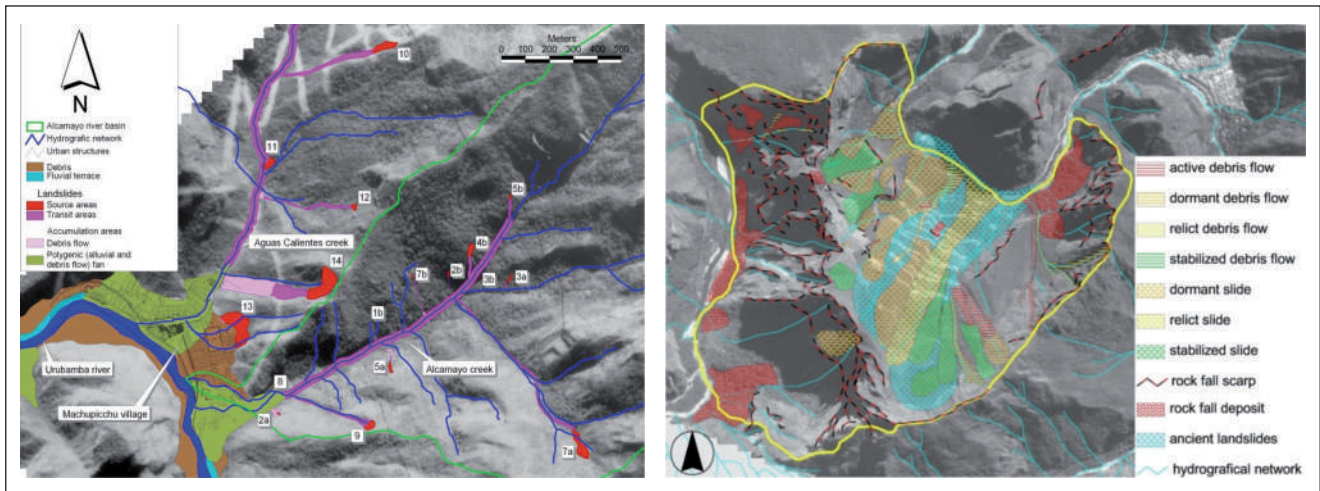 N
Alcamayo river basin
Hydrografic network
Urban structures
Debris
Fluvial terrace
Landslides
Source areas
Transit areas
Accumulation areas
Debris flow
Polygenic (alluvial and
debris flow) fan
Meters
0 100 200 300 400 500
10
11
12
5b
Aguas Calientes creek
4b
14
7b
2b
3b
3a
13
1b
Urubamba river
5a
Alcamayo creek
8
Machupicchu village
2a
9
7a
active debris flow
dormant debris flow
relict debris flow
stabilized debris flow
dormant slide
relict slide
stabilized slide
rock fall scarp
rock fall deposit
ancient landslides
hydrografical network